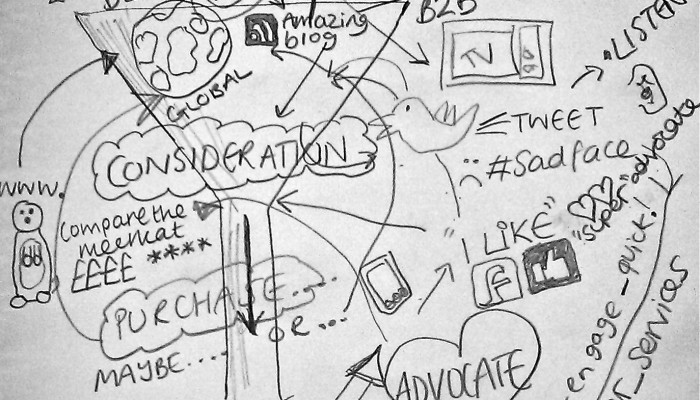 B2B
Amazing
blog
TV
"LISTEN
GLOBAL
TWEET
CONSIDERATION
#Sadface
www.
Compare the
meerkat
££££ ****
"I LIKE"
f
"super" advocate
PURCHASE....
OR...
MAYBE....
ADVOCATE
engage - quick!
services